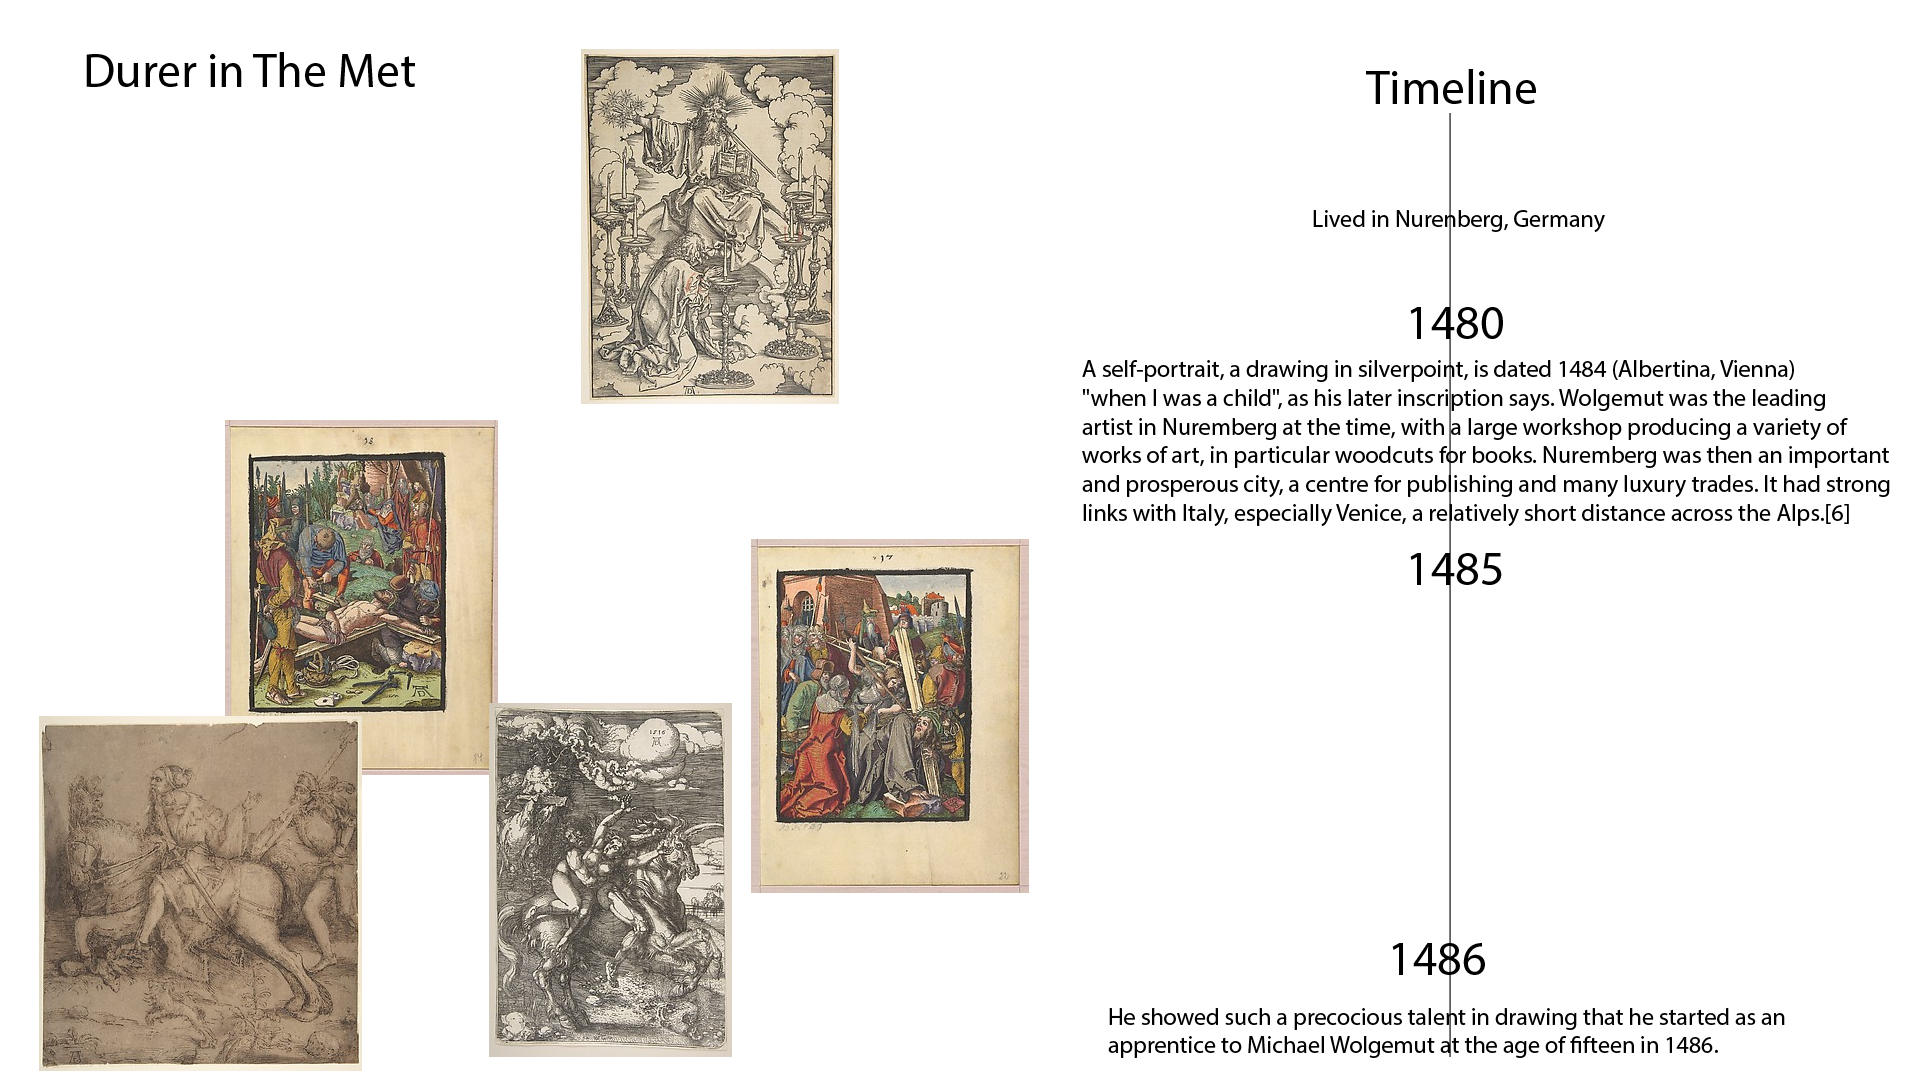 Durer in The Met
Timeline
Lived in Nurenberg, Germany
1480
A self-portrait, a drawing in silverpoint, is dated 1484 (Albertina, Vienna)
"when I was a child", as his later inscription says. Wolgemut was the leading
artist in Nuremberg at the time, with a large workshop producing a variety of
works of art, in particular woodcuts for books. Nuremberg was then an important
and prosperous city, a centre for publishing and many luxury trades. It had strong
links with Italy, especially Venice, a relatively short distance across the Alps.[6]
1485
1486
He showed such a precocious talent in drawing that he started as an
apprentice to Michael Wolgemut at the age of fifteen in 1486.
1516